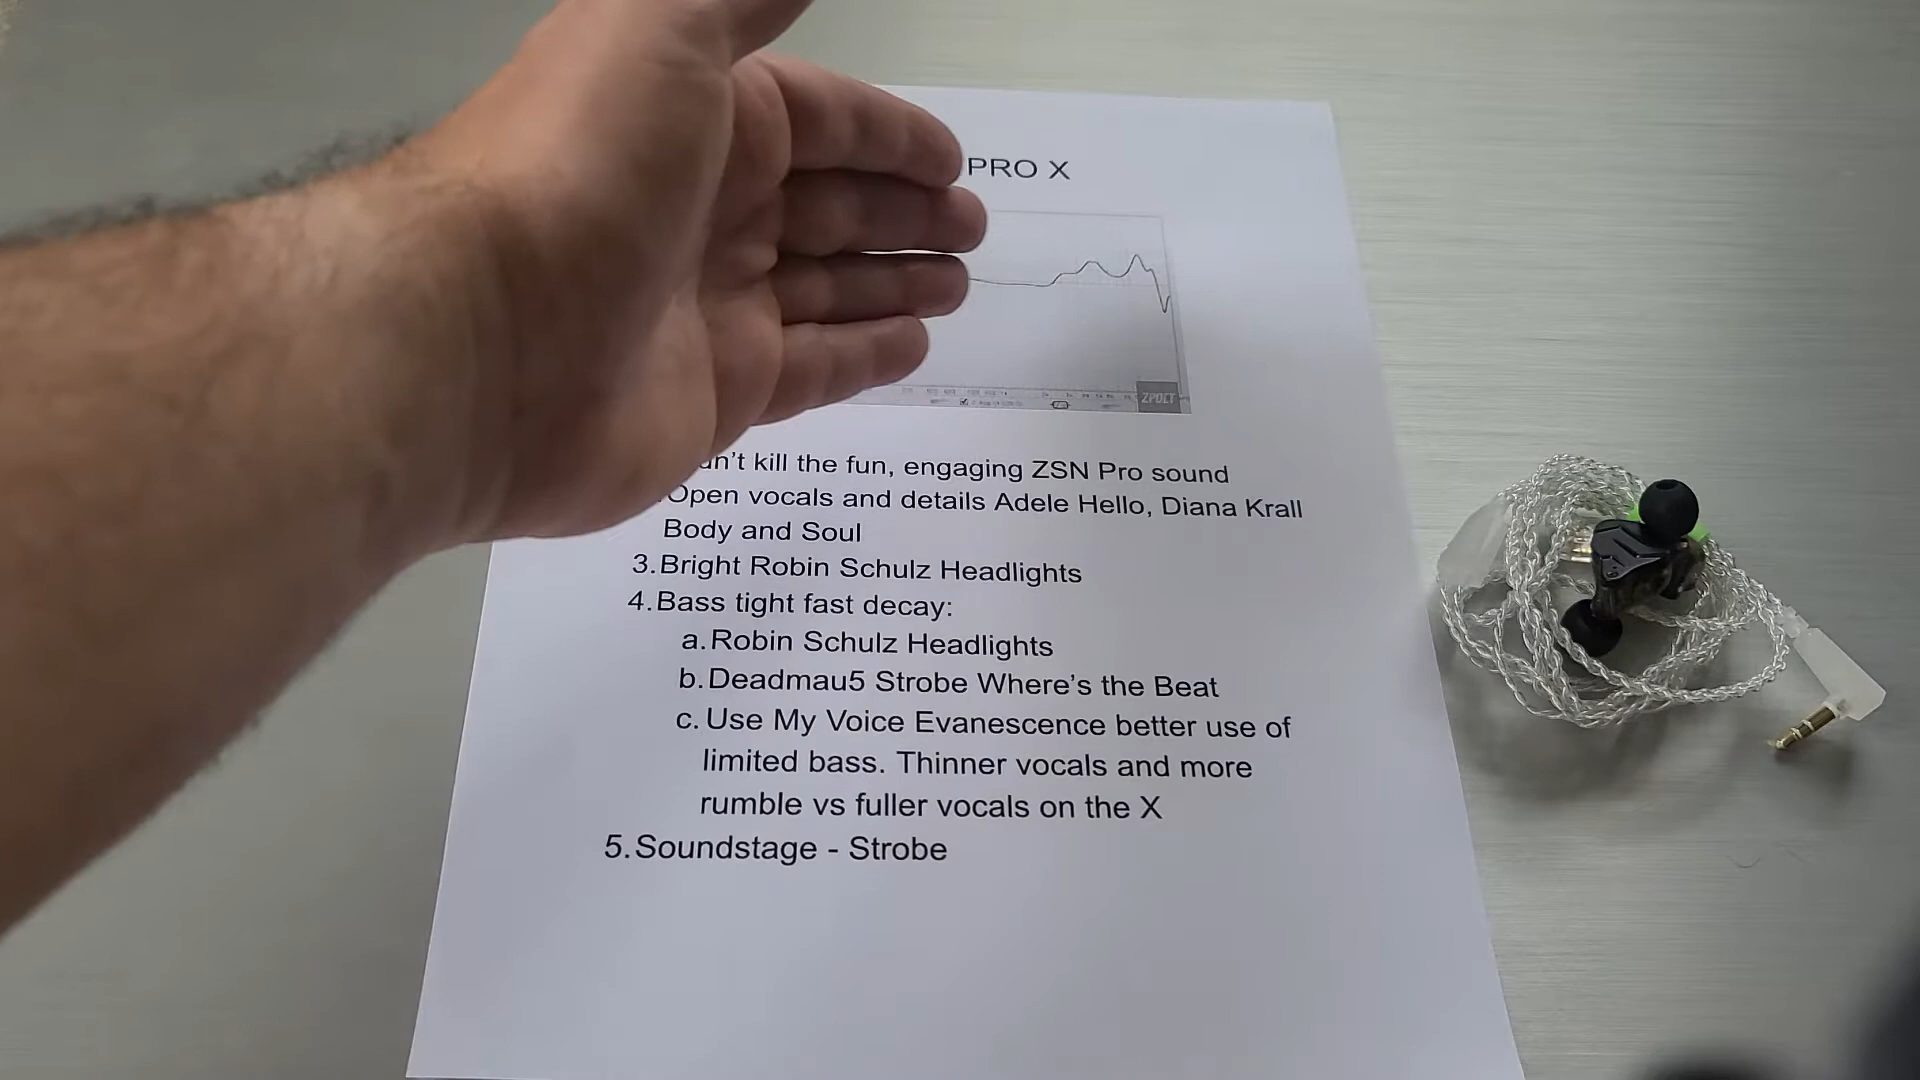 PRO X
ZPOLT
kill the fun, engaging ZSN Pro sound
Open vocals and details Adele Hello, Diana Krall
Body and Soul
3. Bright Robin Schulz Headlights
4. Bass tight fast decay:
a. Robin Schulz Headlights
b. Deadmau5 Strobe Where's the Beat
c. Use My Voice Evanescence better use of
limited bass. Thinner vocals and more
rumble vs fuller vocals on the X
5. Soundstage - Strobe